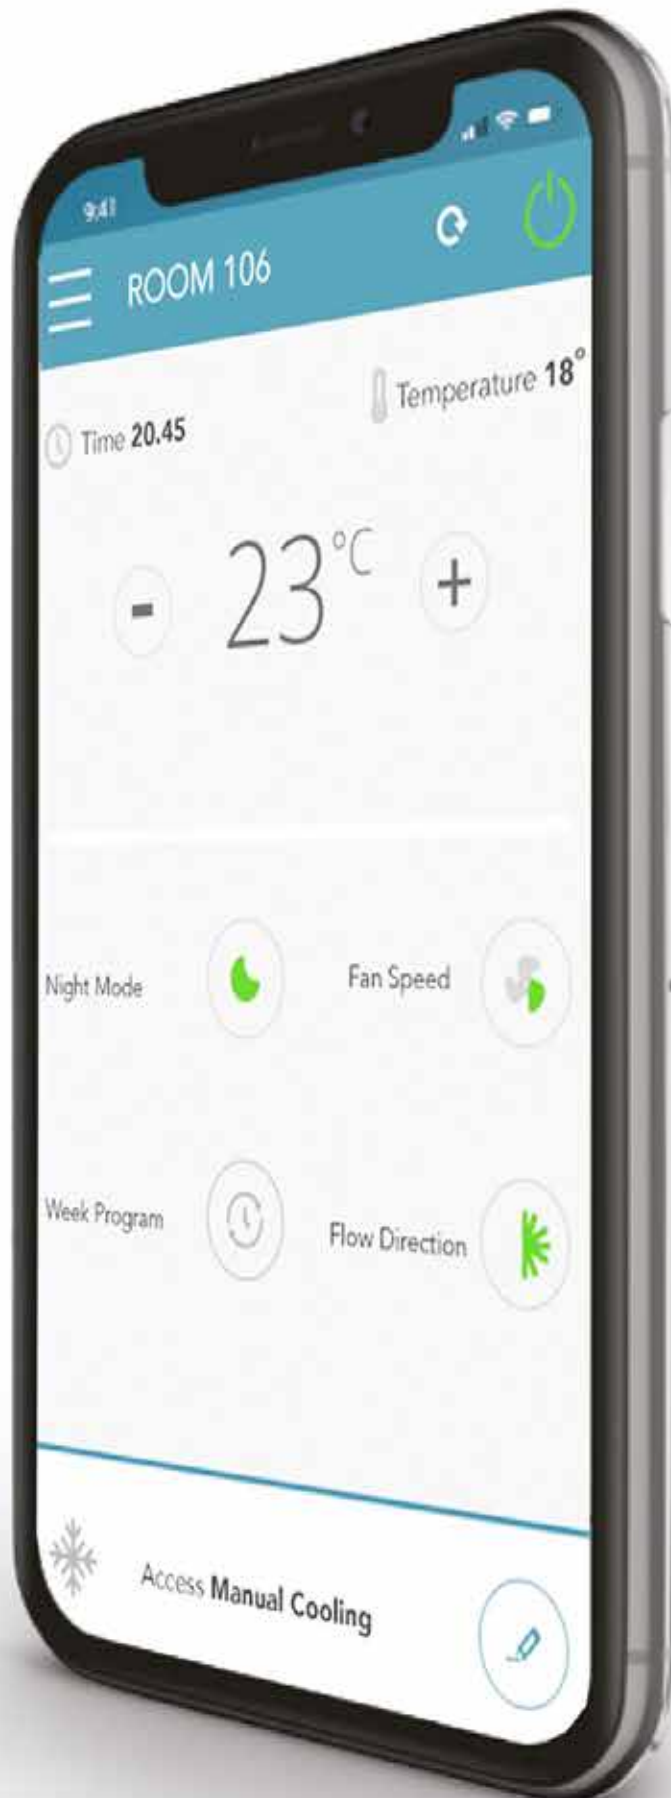 9:41
ROOM 106
Time 20.45
Temperature 18°
- 23°C +
Night Mode
Fan Speed
Week Program
Flow Direction
Access Manual Cooling